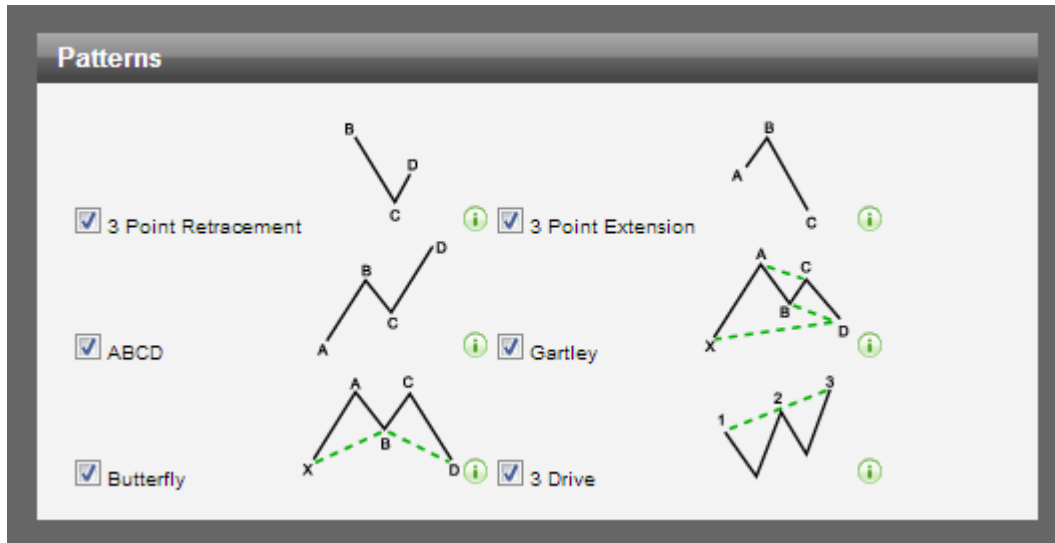 Patterns
B
D
C
3 Point Retracement
B
A
C
3 Point Extension
D
B
C
A
ABCD
A
C
B
X
D
Gartley
A
C
B
X
D
Butterfly
3
2
1
3 Drive